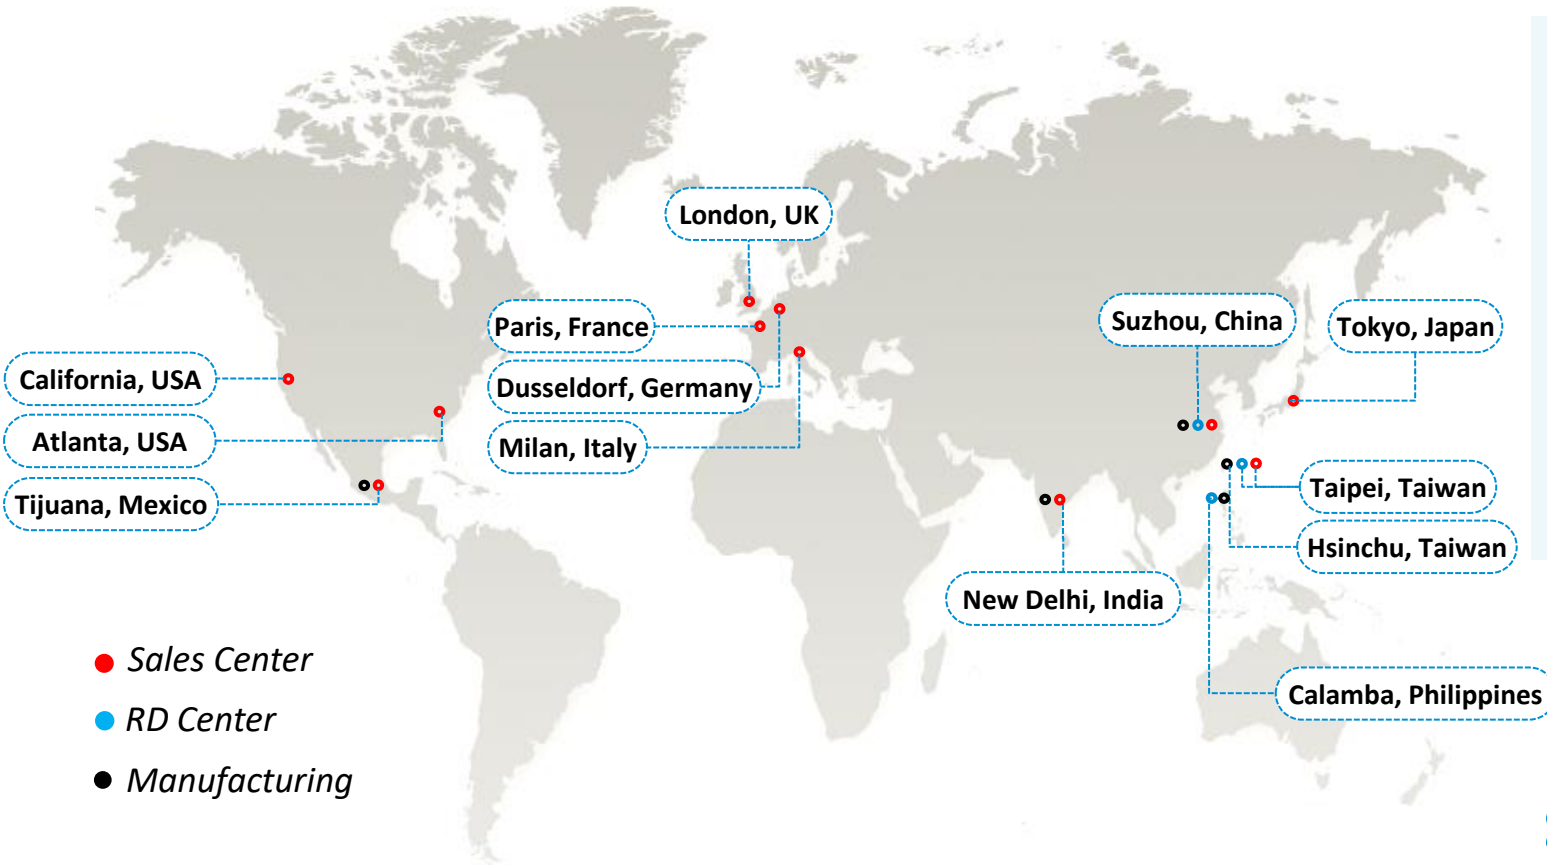 London, UK
Paris, France
Suzhou, China
Tokyo, Japan
California, USA
Dusseldorf, Germany
Atlanta, USA
Milan, Italy
Tijuana, Mexico
Taipei, Taiwan
Hsinchu, Taiwan
New Delhi, India
Calamba, Philippines
Sales Center
RD Center
Manufacturing